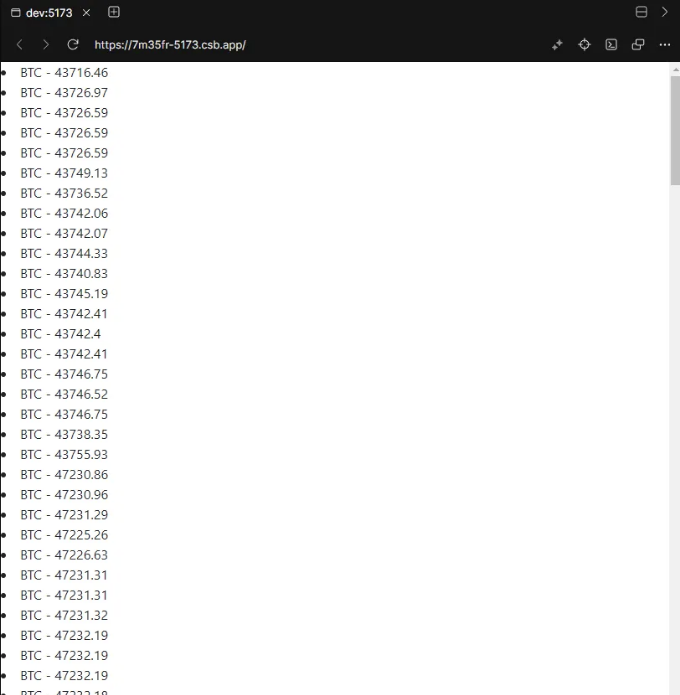 dev:5173
https://7m35fr-5173.csb.app/
BTC - 43716.46
BTC - 43726.97
BTC - 43726.59
BTC - 43726.59
BTC - 43726.59
BTC - 43749.13
BTC - 43736.52
BTC - 43742.06
BTC - 43742.07
BTC - 43744.33
BTC - 43740.83
BTC - 43745.19
BTC - 43742.41
BTC - 43742.4
BTC - 43742.41
BTC - 43746.75
BTC - 43746.52
BTC - 43746.75
BTC - 43738.35
BTC - 43755.93
BTC - 47230.86
BTC - 47230.96
BTC - 47231.29
BTC - 47225.26
BTC - 47226.63
BTC - 47231.31
BTC - 47231.31
BTC - 47231.32
BTC - 47232.19
BTC - 47232.19
BTC - 47232.19
BTC - 47232.18